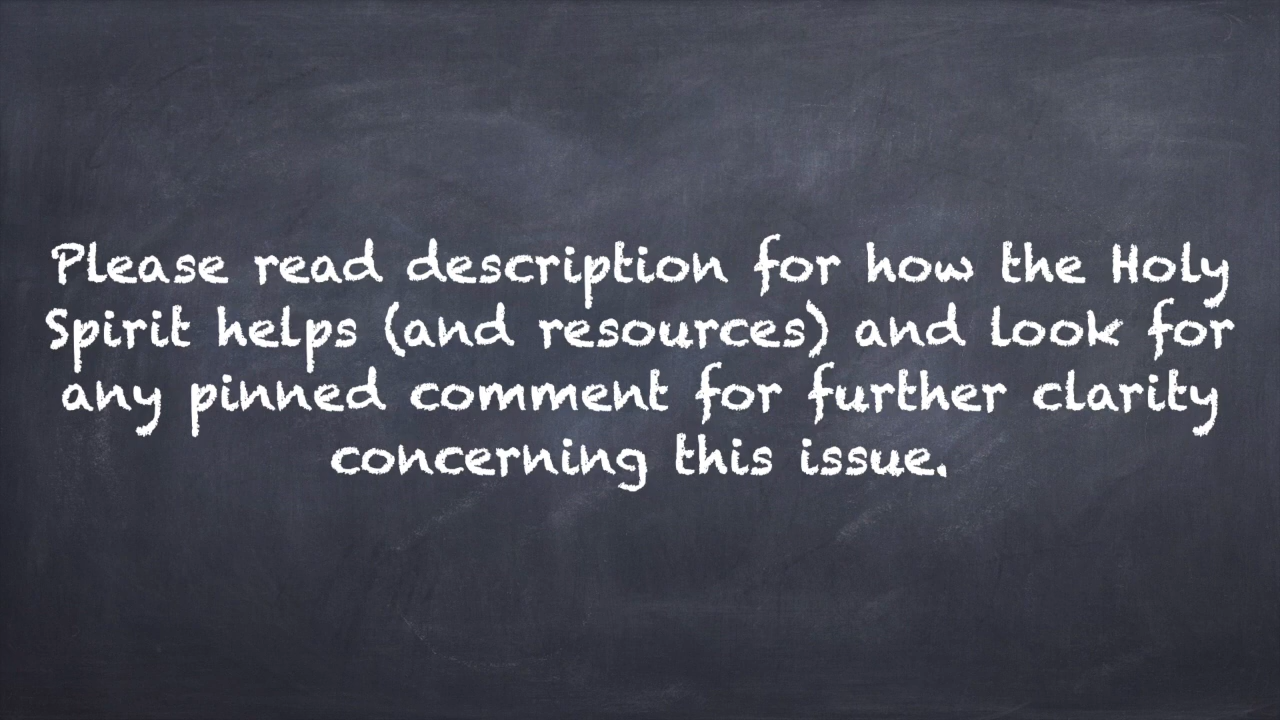 Please read description for how the Holy
Spirit helps (and resources) and look for
any pinned comment for further clarity
concerning this issue.